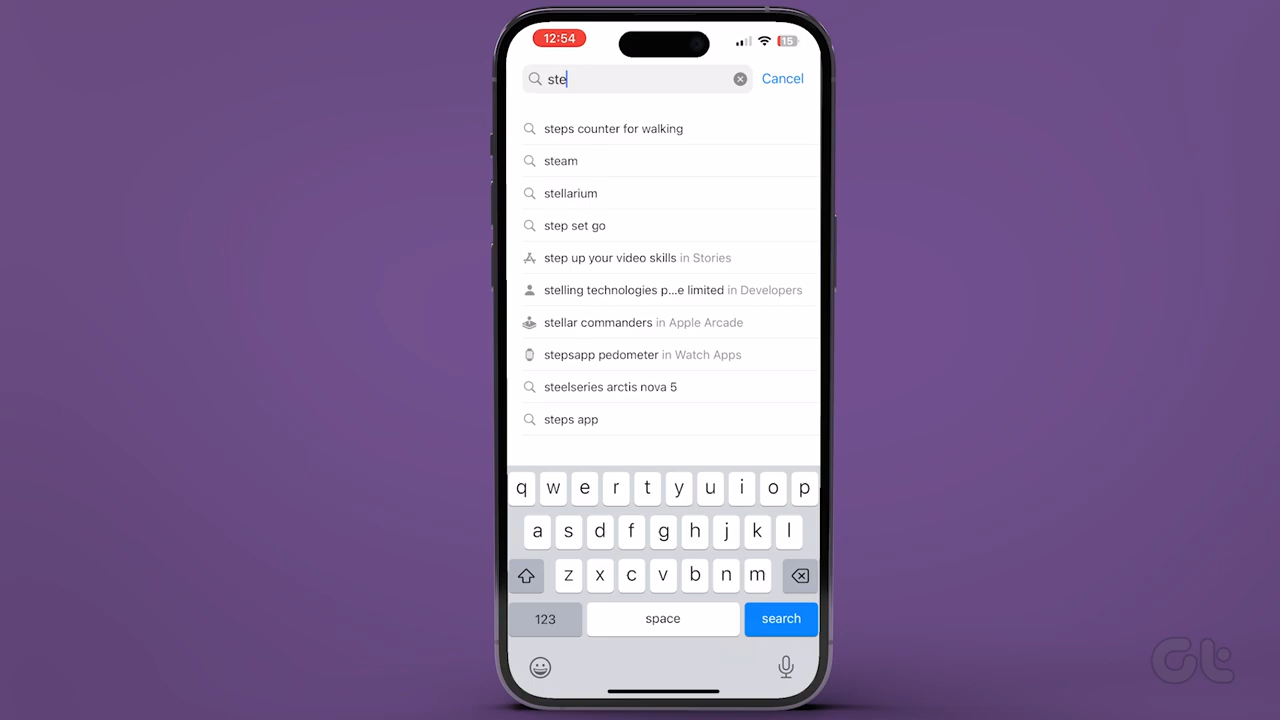 12:54
15
ste
Cancel
steps counter for walking
steam
stellarium
step set go
step up your video skills in Stories
stelling technologies p...e limited in Developers
stellar commanders in Apple Arcade
stepsapp pedometer in Watch Apps
steelseries arctis nova 5
steps app
q w e r t y u i o p
a s d f g h j k l
z x c v b n m
123
space
search
Gt